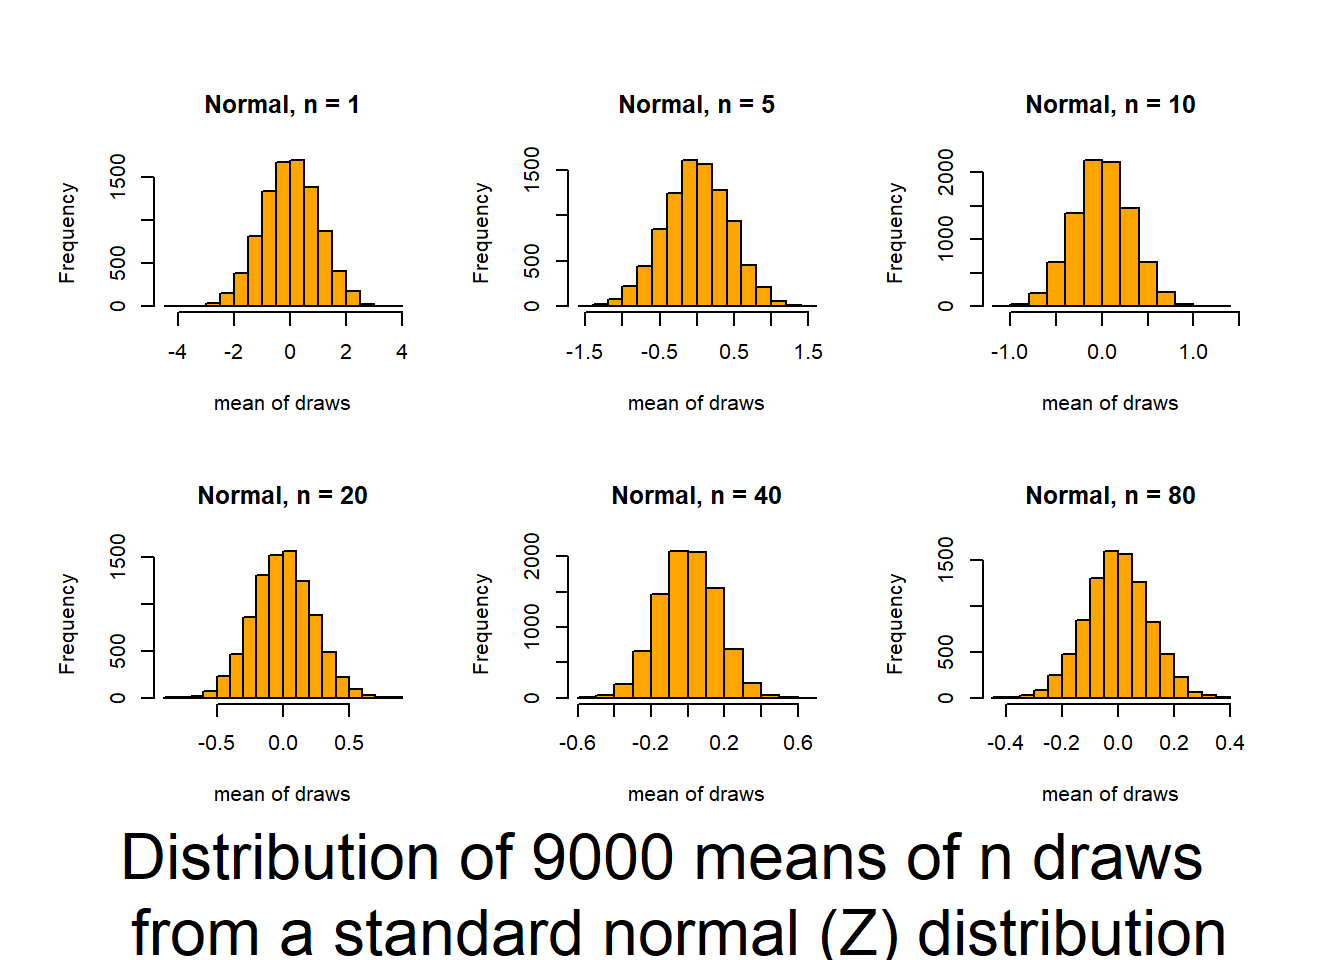 Normal, n = 1
Frequency
1500
500
0
-4 -2 0 2 4
mean of draws
Normal, n = 5
Frequency
1500
500
0
-1.5 -0.5 0.5 1.5
mean of draws
Normal, n = 10
Frequency
2000
1000
0
-1.0 0.0 1.0
mean of draws
Normal, n = 20
Frequency
1500
500
0
-0.5 0.0 0.5
mean of draws
Normal, n = 40
Frequency
2000
1000
0
-0.6 -0.2 0.2 0.6
mean of draws
Normal, n = 80
Frequency
1500
500
0
-0.4 -0.2 0.0 0.2 0.4
mean of draws
Distribution of 9000 means of n draws
from a standard normal (Z) distribution